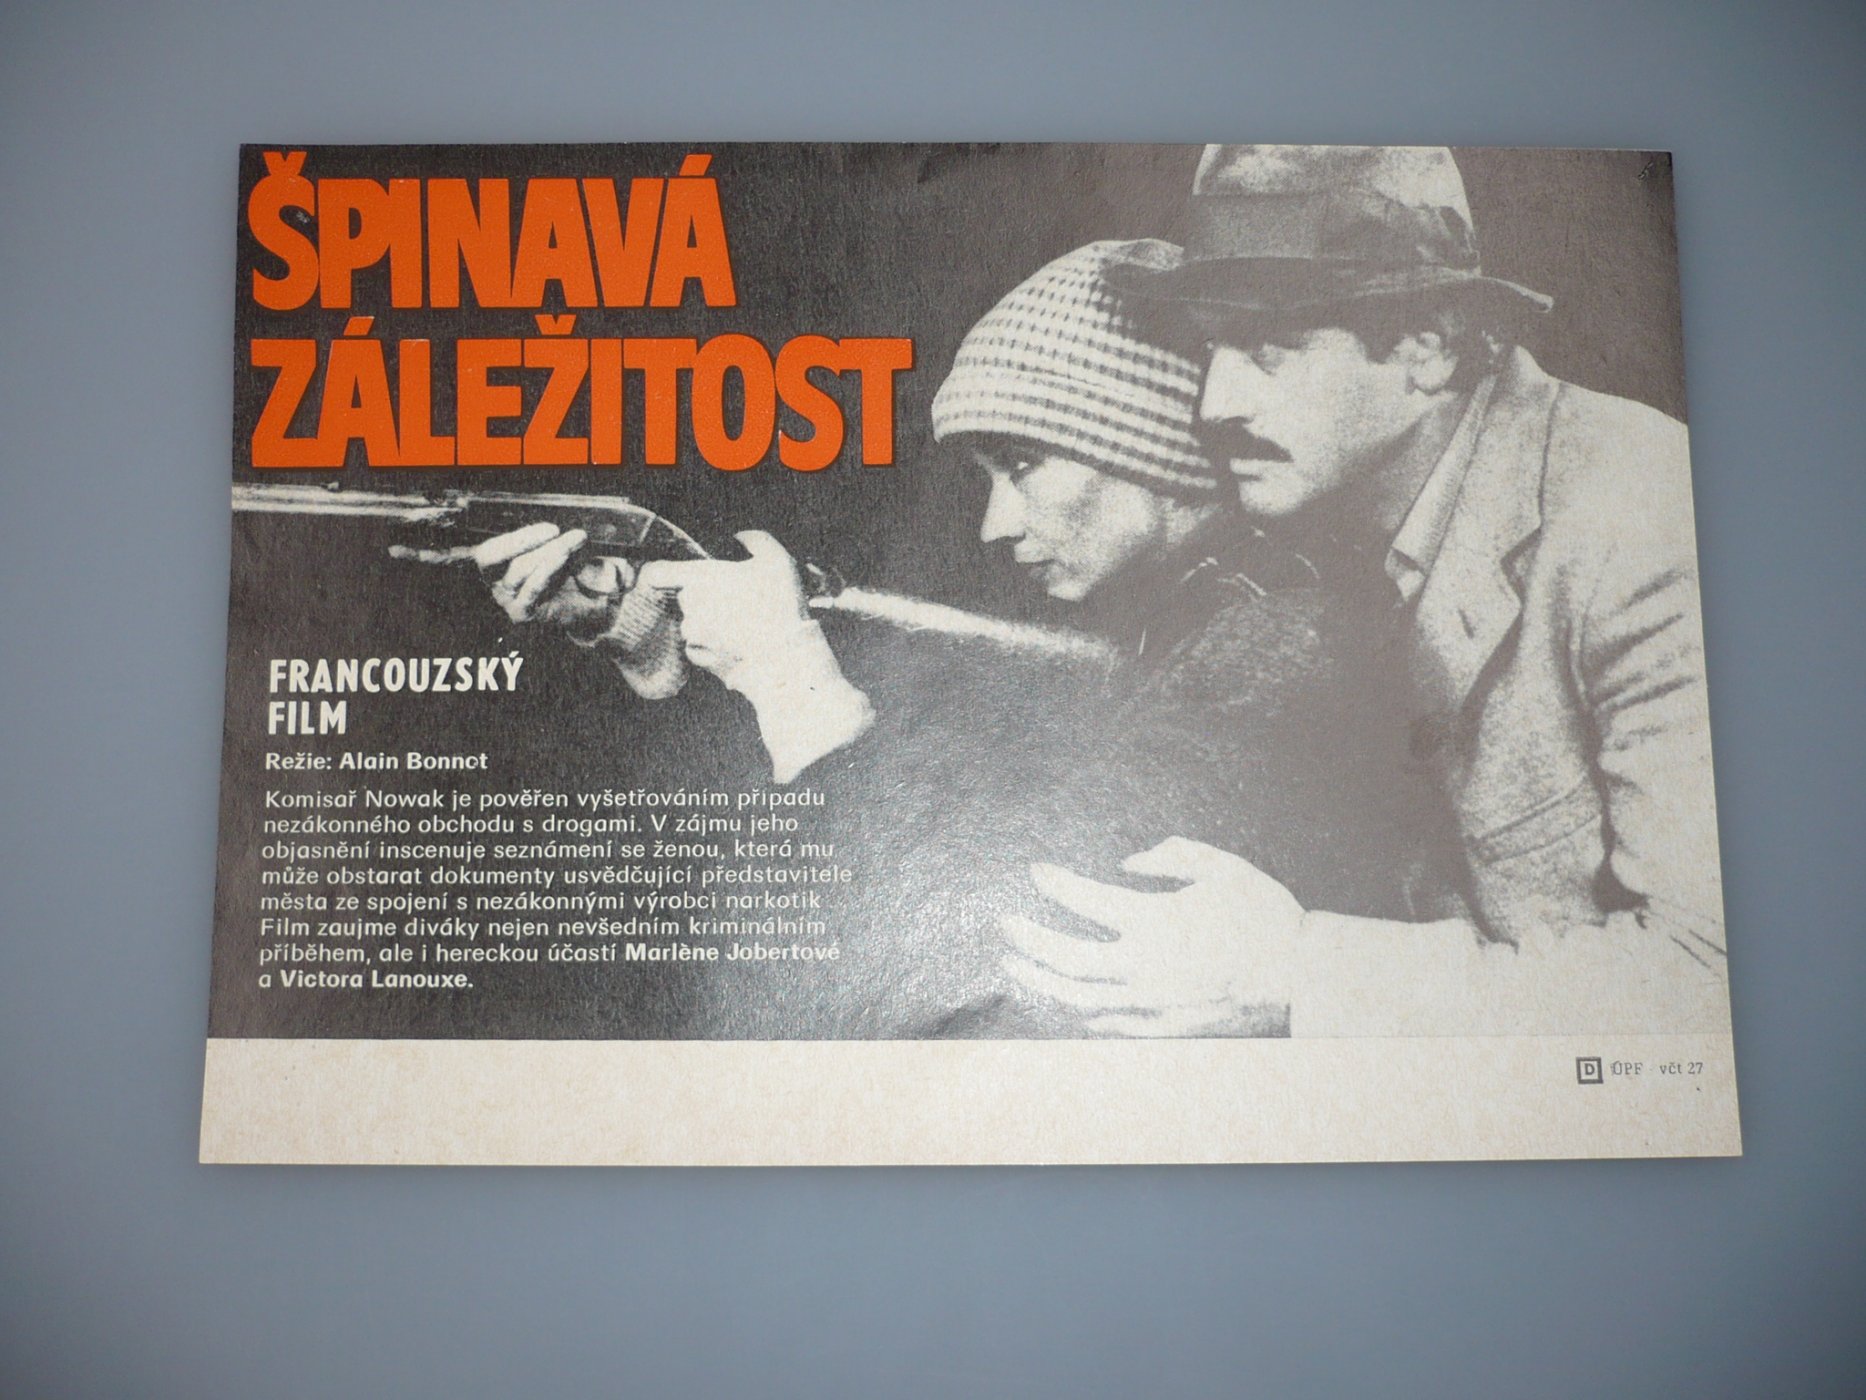 ŠPINAVÁ
ZÁLEŽITOST
FRANCOUZSKÝ
FILM
Režie: Alain Bonnot
Komisař Nowak je pověřen vyšetřováním případu
nezákonného obchodu s drogami. V zájmu jeho
objasnění inscenuje seznámení se ženou, která mu
může obstarat dokumenty usvědčující představitele
města ze spojení s nezákonnými výrobci narkotik
Film zaujme diváky nejen nevšedním kriminálním
příběhem, ale i hereckou účastí Marlène Jobertové
a Victora Lanouxe.
D ÚPF - včt 27